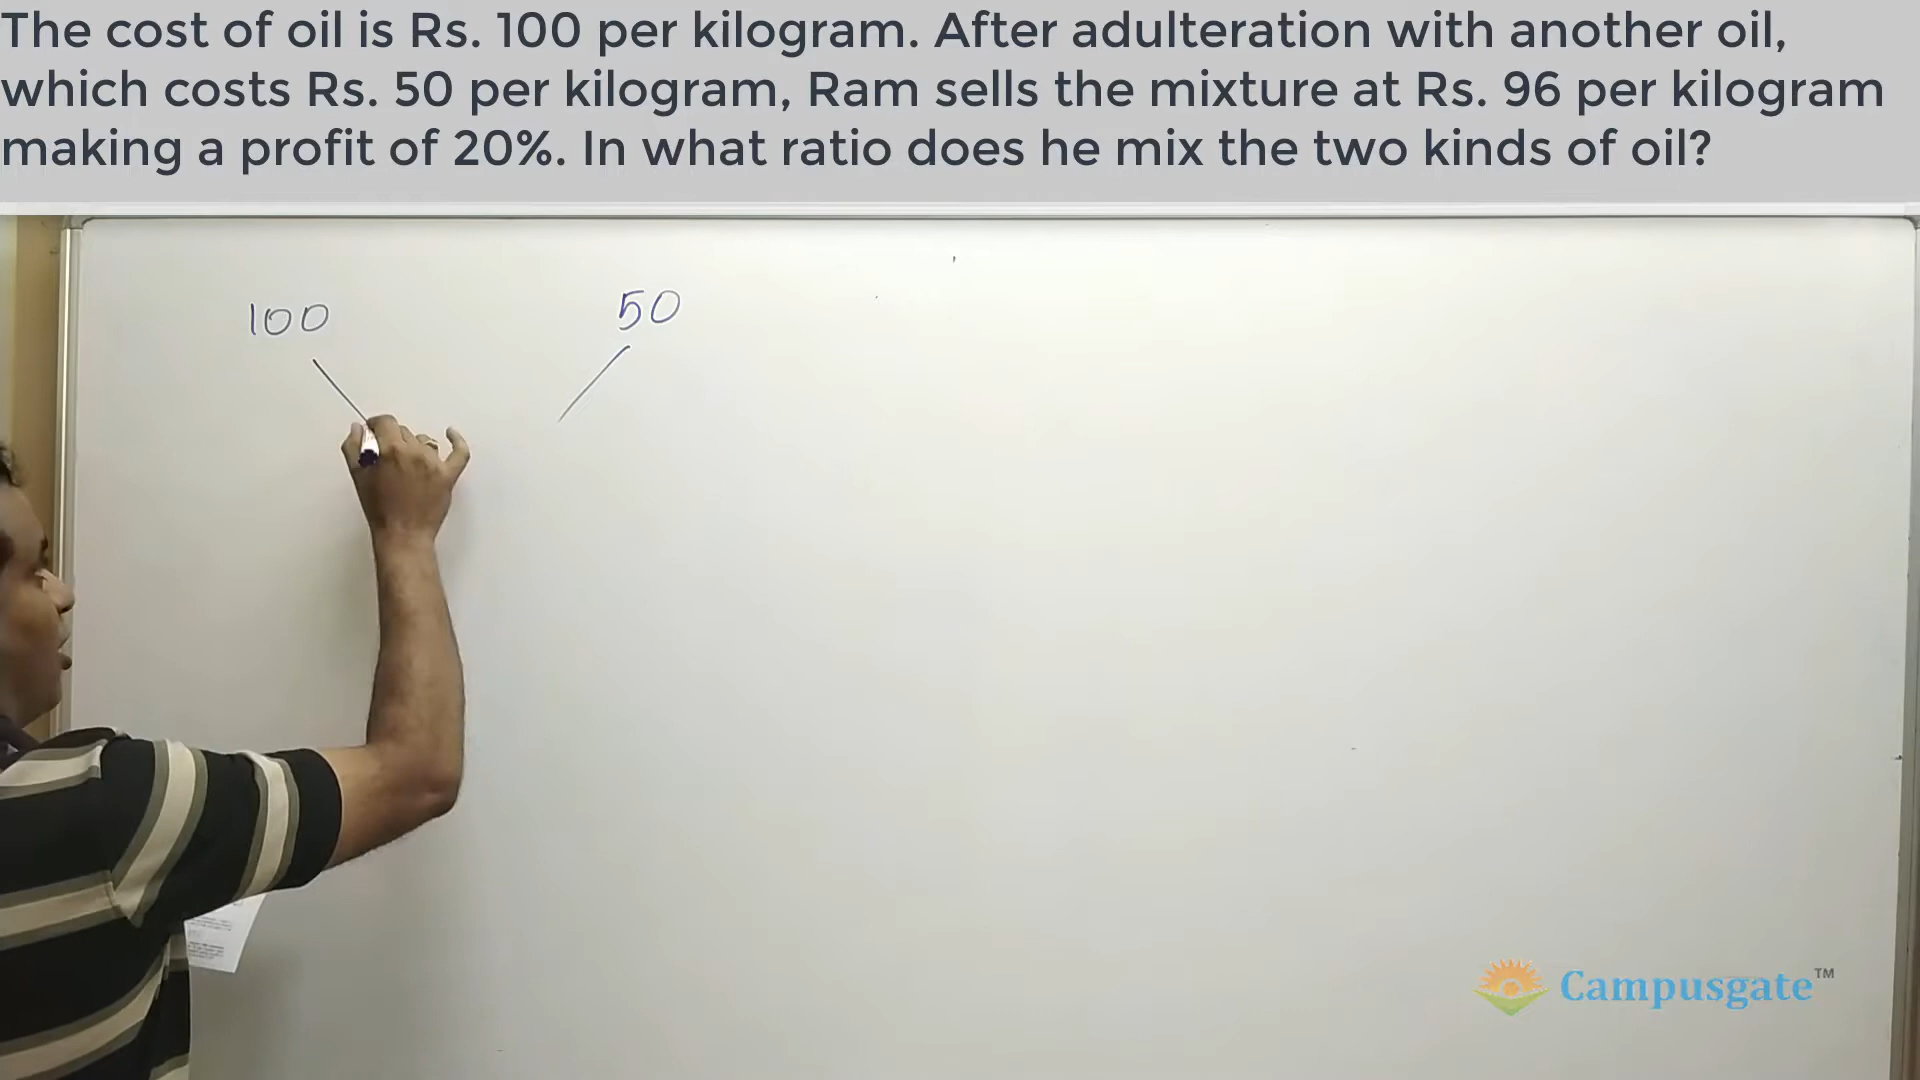 The cost of oil is Rs. 100 per kilogram. After adulteration with another oil,
which costs Rs. 50 per kilogram, Ram sells the mixture at Rs. 96 per kilogram
making a profit of 20%. In what ratio does he mix the two kinds of oil?
100 50
Campusgate™